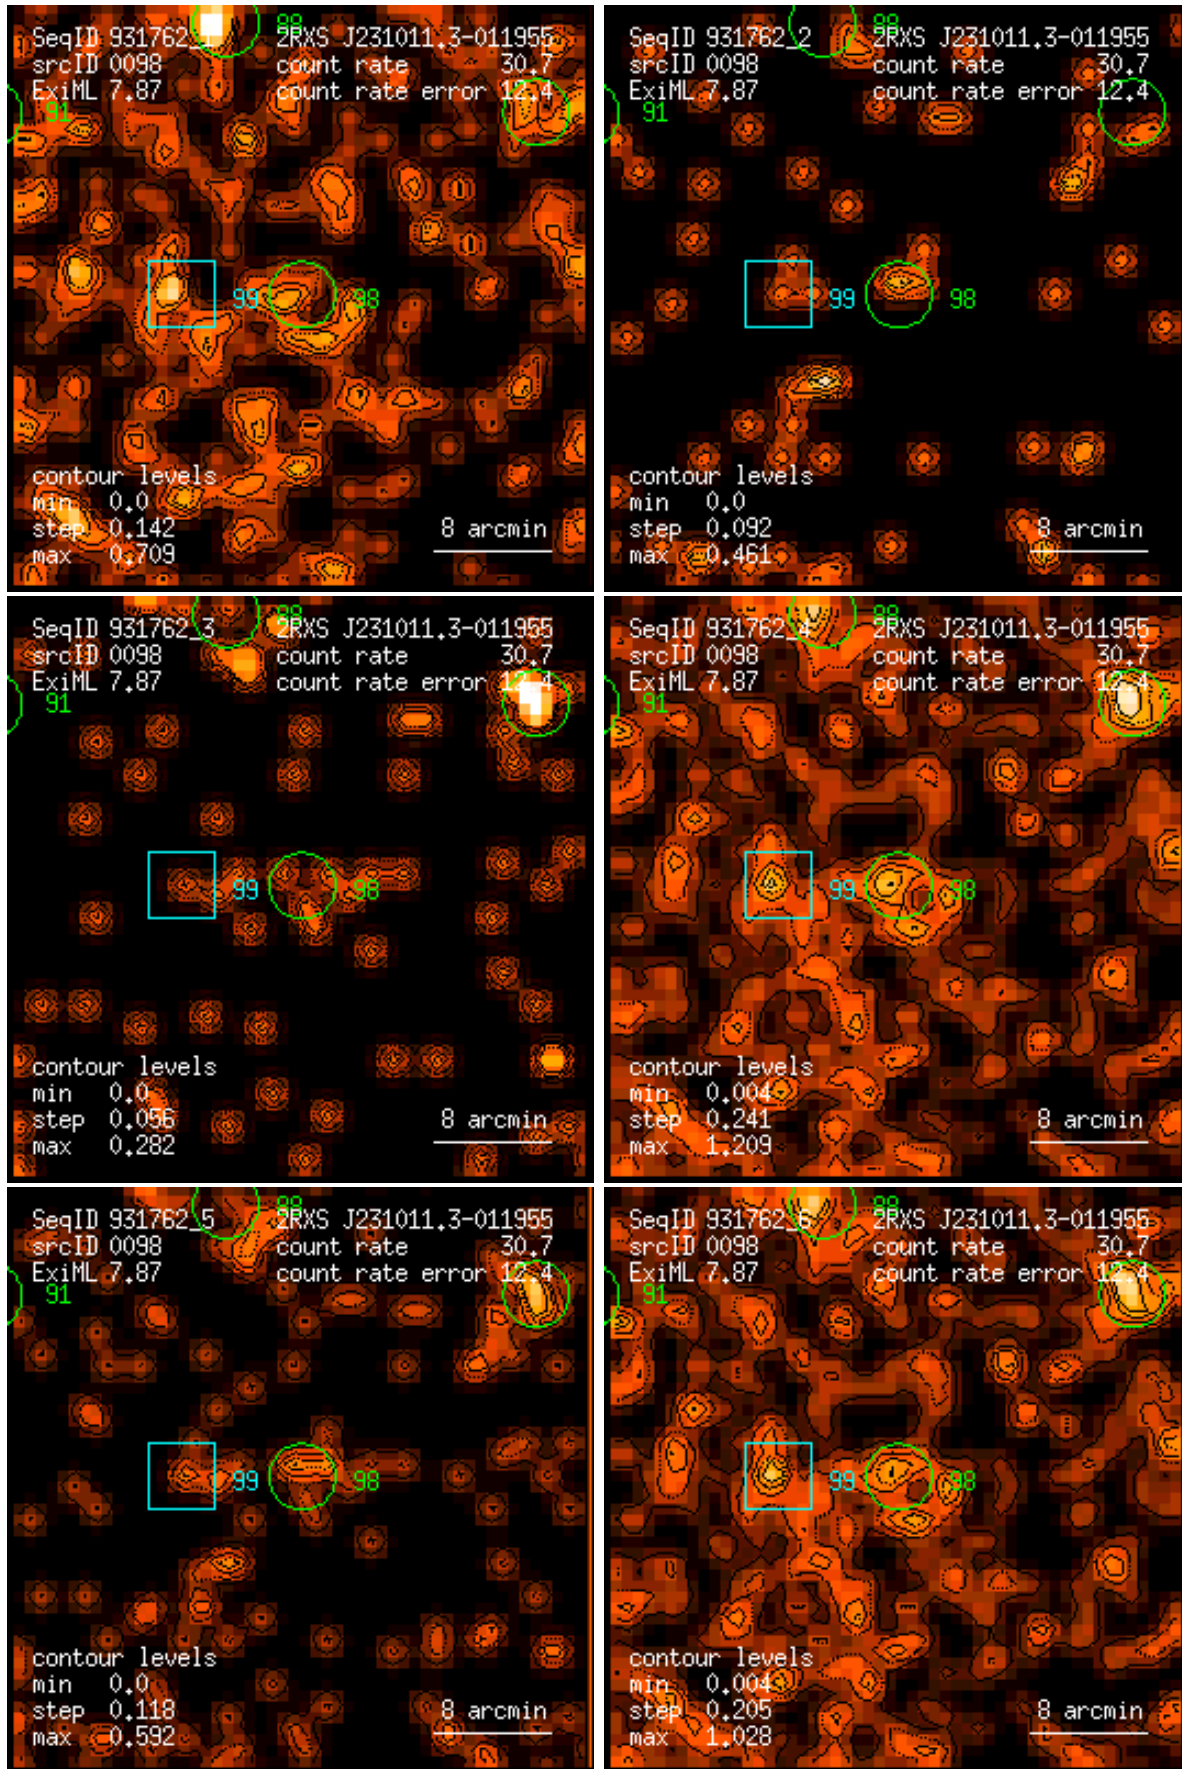 88
SeqID 931762_1 2RXS J231011.3-011955
srcID 0098 count rate 30.7
ExiML 7.87 count rate error 12.4
91
99 98
contour levels
min 0.0
step 0.142 8 arcmin
max 0.709
88
SeqID 931762_2 2RXS J231011.3-011955
srcID 0098 count rate 30.7
ExiML 7.87 count rate error 12.4
91
99 98
contour levels
min 0.0
step 0.092 8 arcmin
max 0.461
88
SeqID 931762_3 2RXS J231011.3-011955
srcID 0098 count rate 30.7
ExiML 7.87 count rate error 12.4
91
99 98
contour levels
min 0.0
step 0.056 8 arcmin
max 0.282
88
SeqID 931762_4 2RXS J231011.3-011955
srcID 0098 count rate 30.7
ExiML 7.87 count rate error 12.4
91
99 98
contour levels
min 0.004
step 0.241 8 arcmin
max 1.209
88
SeqID 931762_5 2RXS J231011.3-011955
srcID 0098 count rate 30.7
ExiML 7.87 count rate error 12.4
91
99 98
contour levels
min 0.0
step 0.118 8 arcmin
max 0.592
88
SeqID 931762_6 2RXS J231011.3-011955
srcID 0098 count rate 30.7
ExiML 7.87 count rate error 12.4
91
99 98
contour levels
min 0.004
step 0.205 8 arcmin
max 1.028